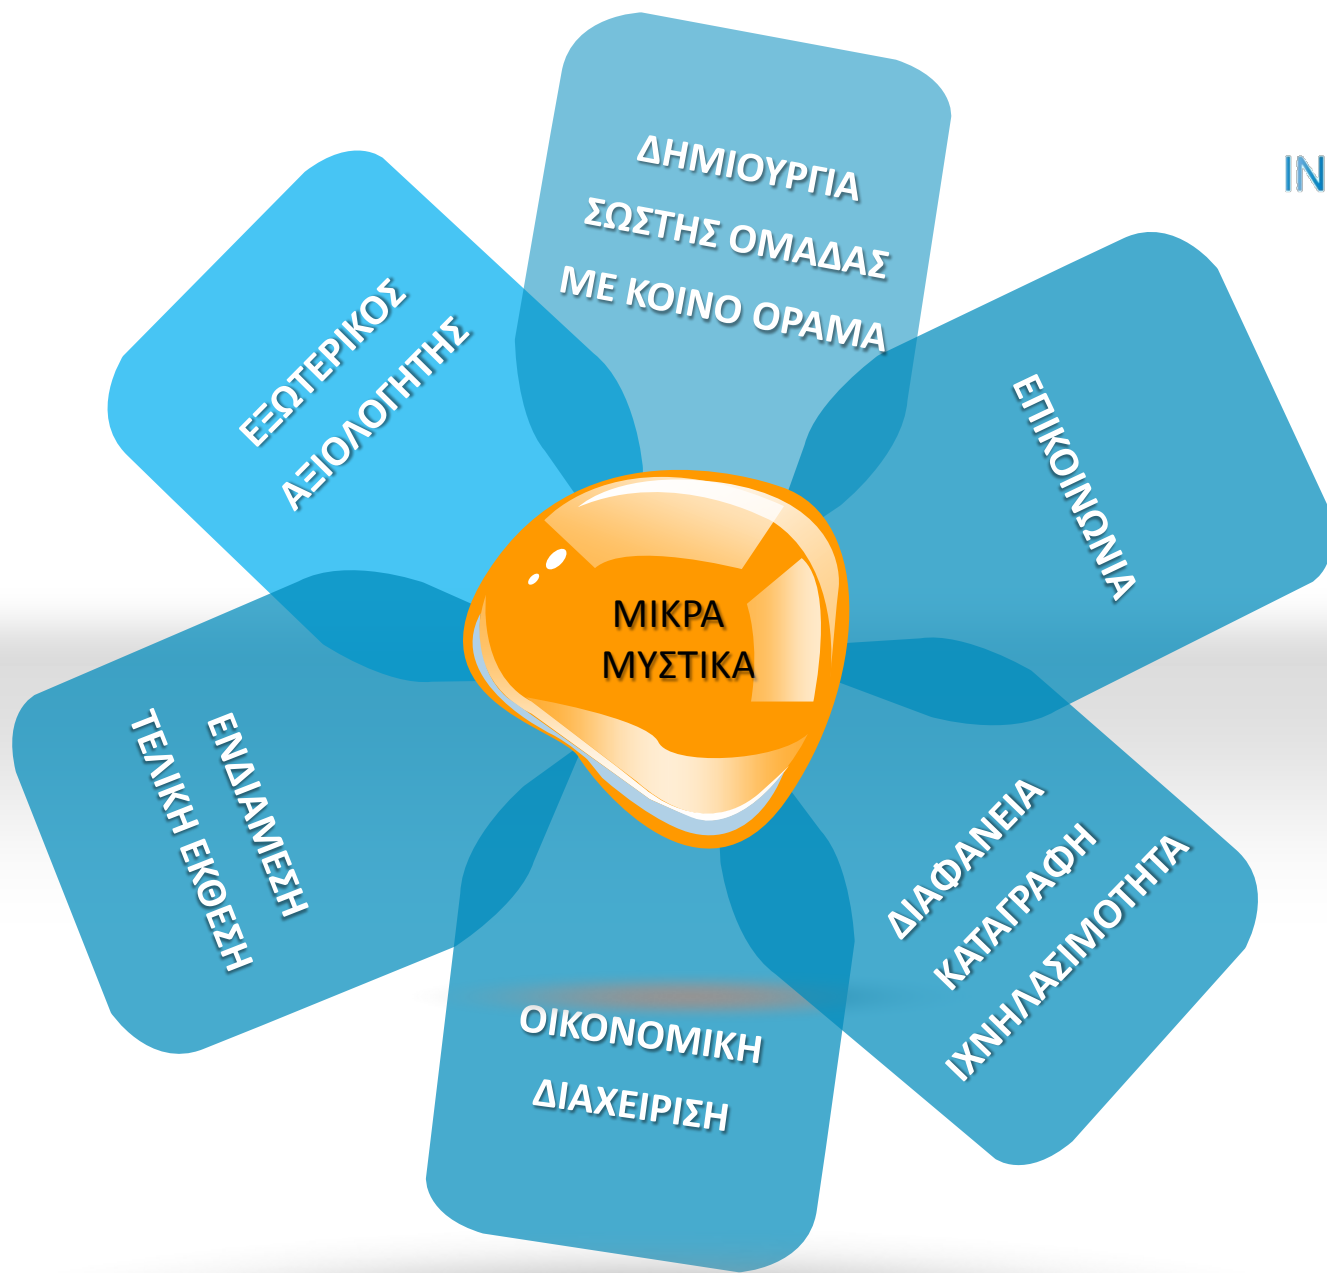 ΔΗΜΙΟΥΡΓΙΑ
ΣΩΣΤΗΣ ΟΜΑΔΑΣ
ΜΕ ΚΟΙΝΟ ΟΡΑΜΑ
IN
ΕΠΙΚΟΙΝΩΝΙΑ
ΔΙΑΦΑΝΕΙΑ
ΚΑΤΑΓΡΑΦΗ
ΙΧΝΗΛΑΣΙΜΟΤΗΤΑ
ΟΙΚΟΝΟΜΙΚΗ
ΔΙΑΧΕΙΡΙΣΗ
ΕΝΔΙΑΜΕΣΗ
ΤΕΛΙΚΗ ΕΚΘΕΣΗ
ΕΞΩΤΕΡΙΚΟΣ
ΑΞΙΟΛΟΓΗΤΗΣ
ΜΙΚΡΑ
ΜΥΣΤΙΚΑ